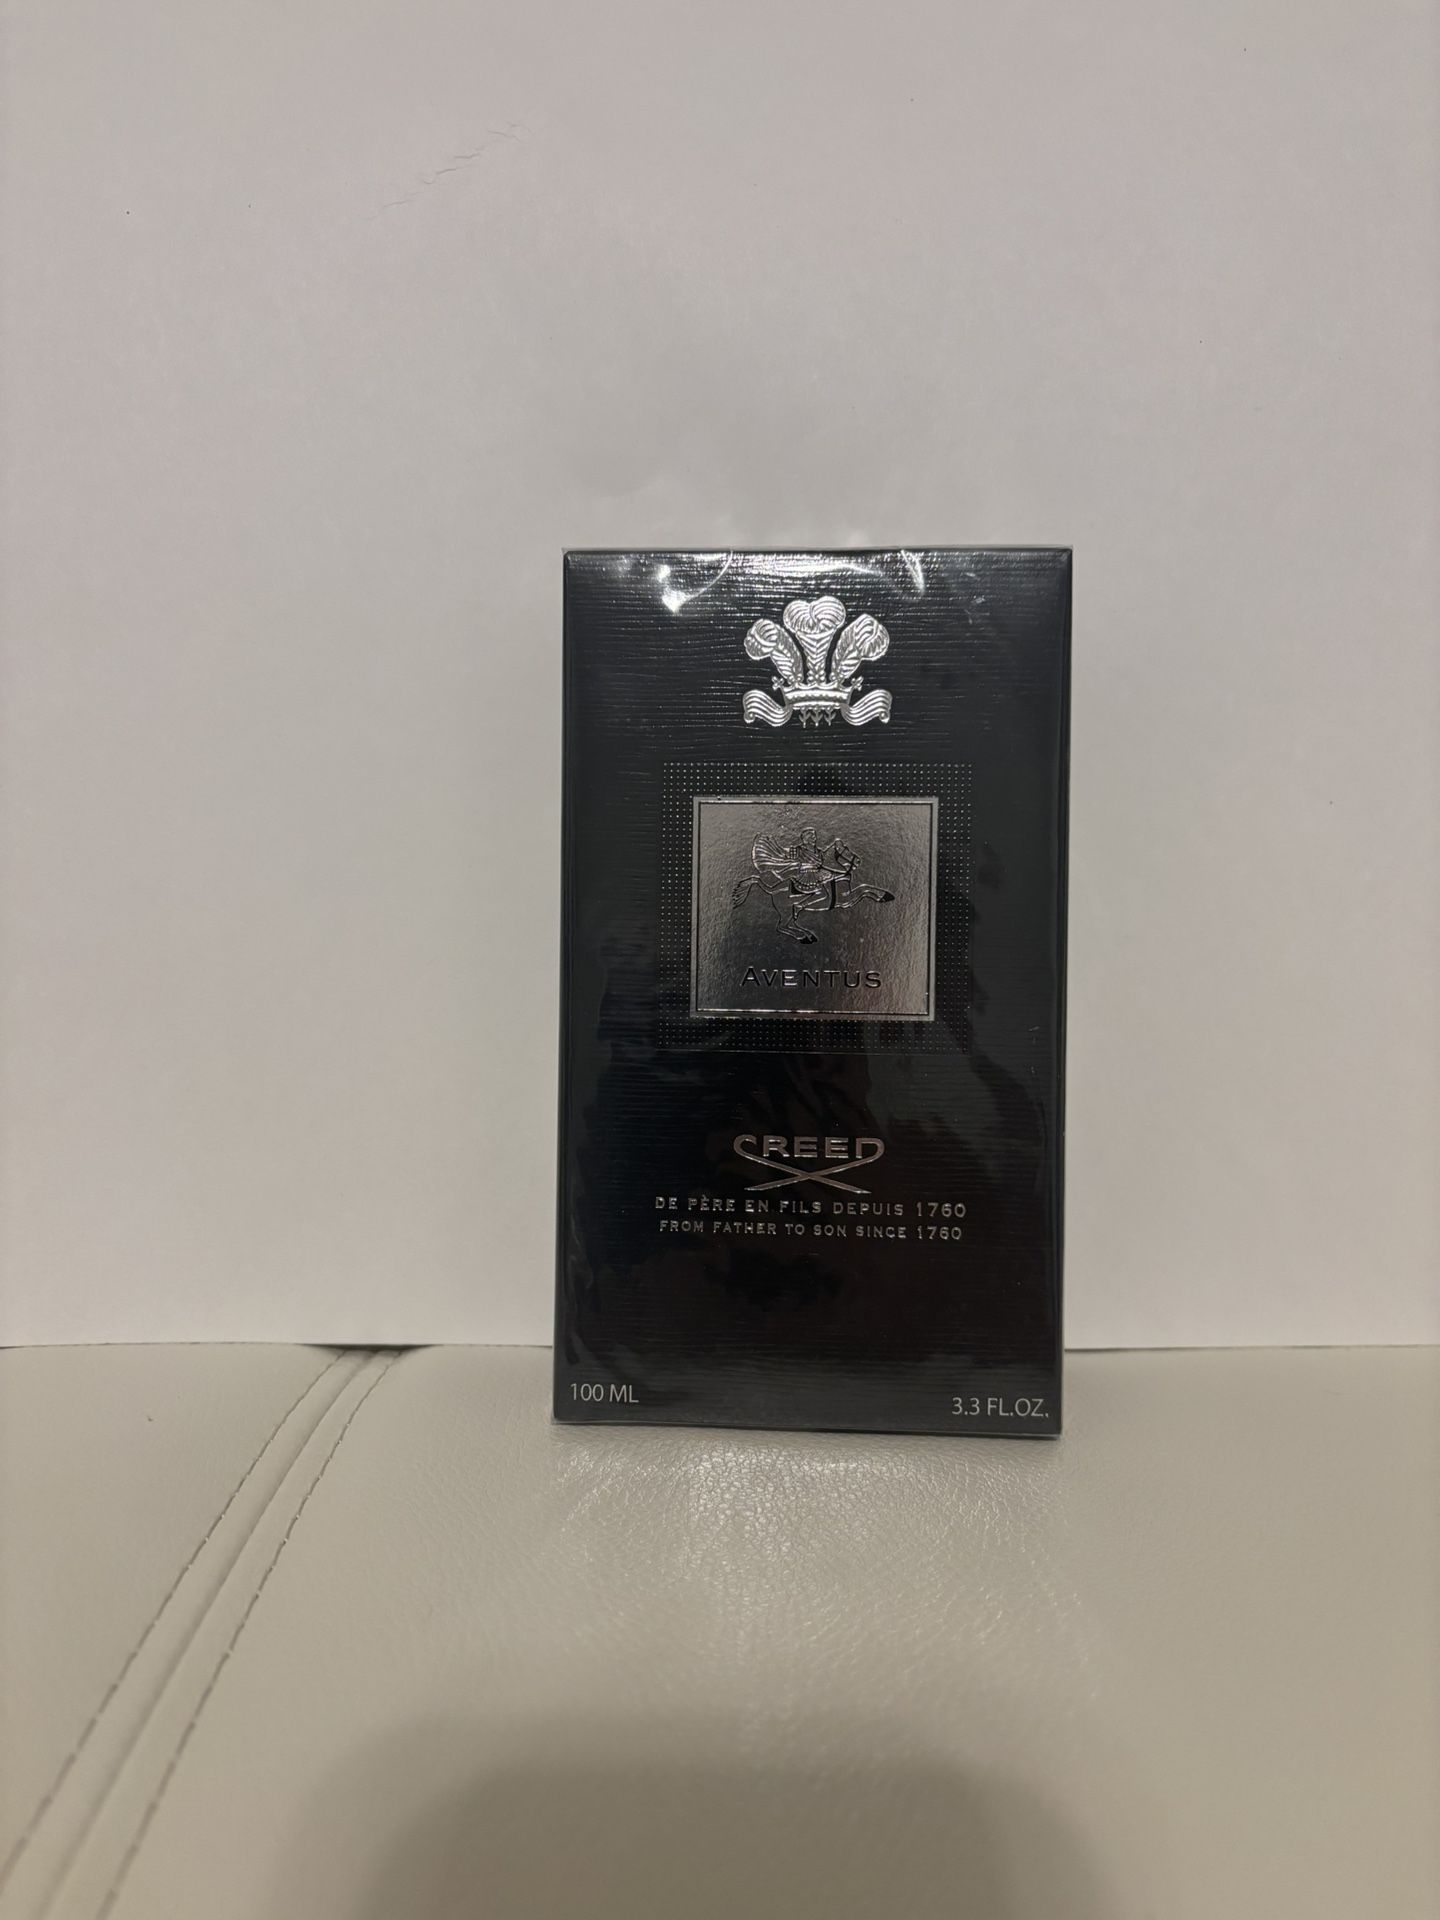 AVENTUS
CREED
DE PÈRE EN FILS DEPUIS 1760
FROM FATHER TO SON SINCE 1760
100 ML
3.3 FL.OZ.